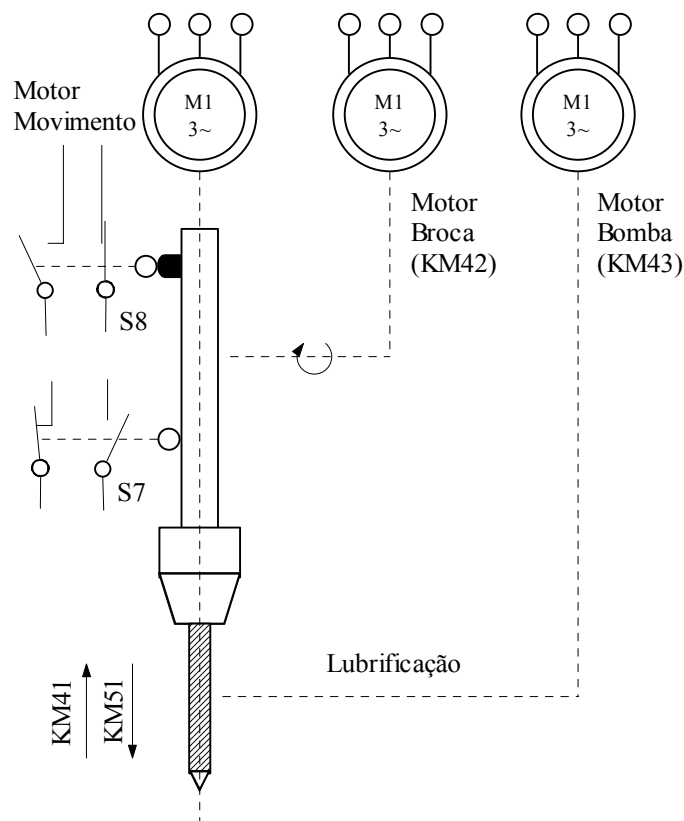 M1
3~
M1
3~
M1
3~
Motor
Movimento
Motor
Broca
(KM42)
Motor
Bomba
(KM43)
S8
S7
Lubrificação
KM41
KM51